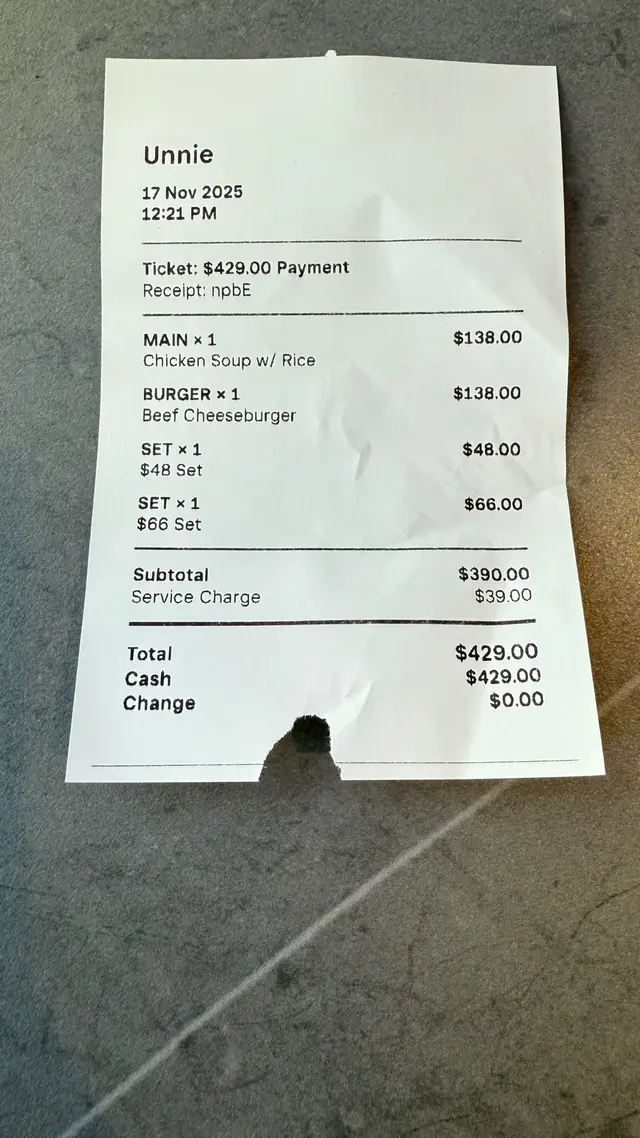 Unnie
17 Nov 2025
12:21 PM
Ticket: $429.00 Payment
Receipt: npbE
MAIN × 1 $138.00
Chicken Soup w/ Rice
BURGER × 1 $138.00
Beef Cheeseburger
SET × 1 $48.00
$48 Set
SET × 1 $66.00
$66 Set
Subtotal $390.00
Service Charge $39.00
Total $429.00
Cash $429.00
Change $0.00